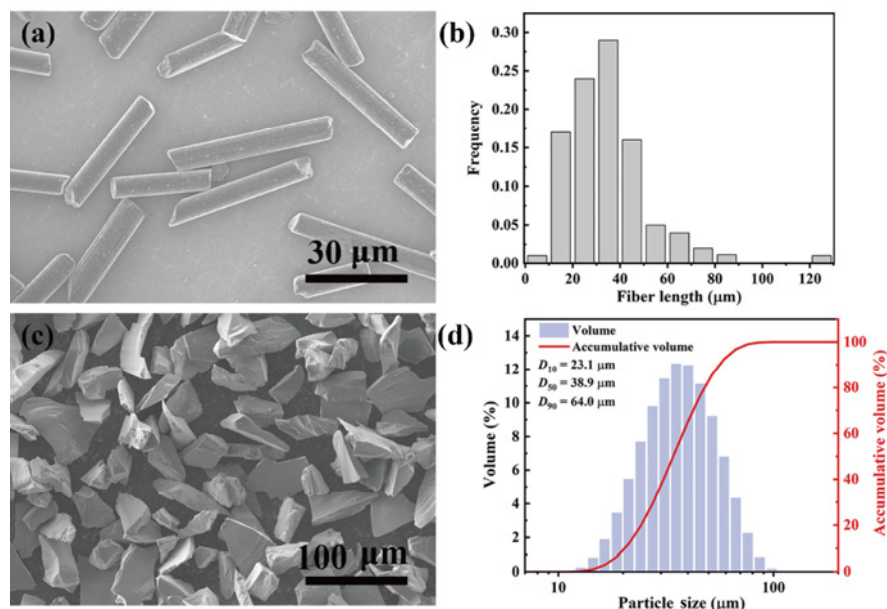 (a)
30 μm
(b)
Frequency
0.30
0.25
0.20
0.15
0.10
0.05
0.00
0 20 40 60 80 100 120
Fiber length (μm)
(c)
100 μm
(d)
Volume
Accumulative volume
D10 = 23.1 μm
D50 = 38.9 μm
D90 = 64.0 μm
Volume (%)
14
12
10
8
6
4
2
0
10 100
Particle size (μm)
100
80
60
40
20
0
Accumulative volume (%)